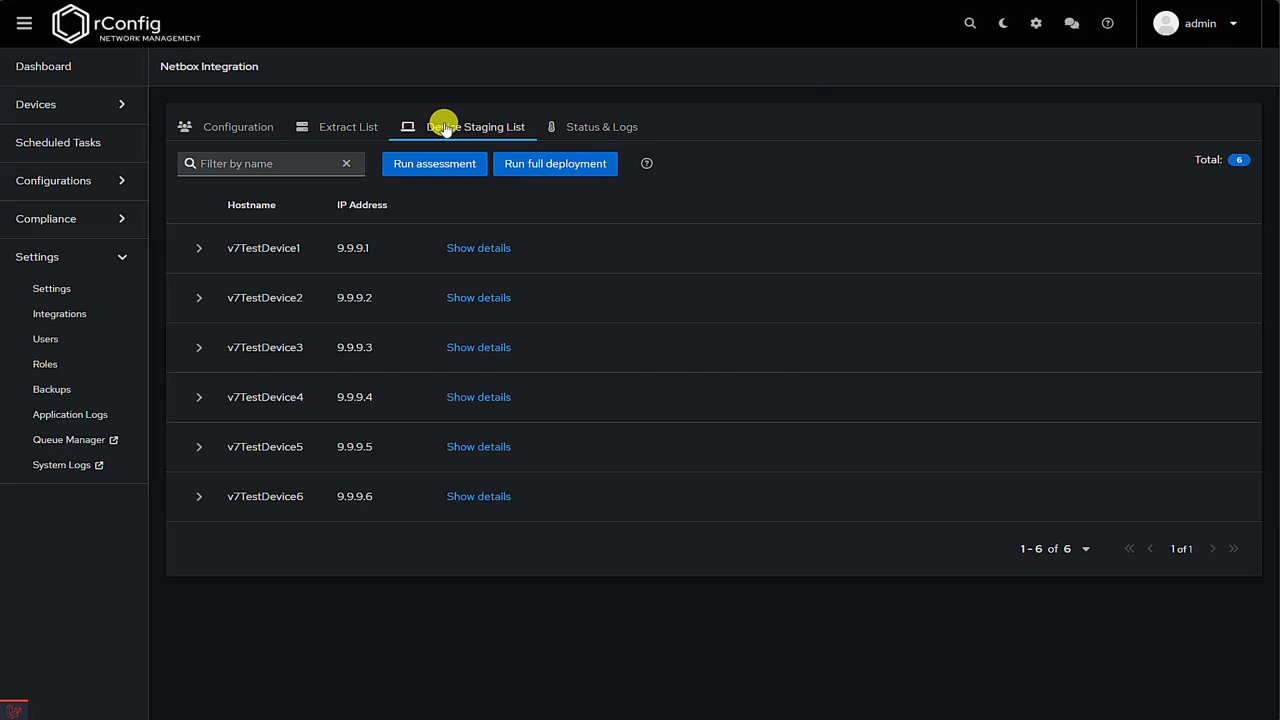 rConfig
NETWORK MANAGEMENT
admin
Dashboard
Devices
Scheduled Tasks
Configurations
Compliance
Settings
Settings
Integrations
Users
Roles
Backups
Application Logs
Queue Manager
System Logs
Netbox Integration
Configuration
Extract List
Device Staging List
Status & Logs
Filter by name
Run assessment
Run full deployment
Total: 6
Hostname IP Address
v7TestDevice1 9.9.9.1 Show details
v7TestDevice2 9.9.9.2 Show details
v7TestDevice3 9.9.9.3 Show details
v7TestDevice4 9.9.9.4 Show details
v7TestDevice5 9.9.9.5 Show details
v7TestDevice6 9.9.9.6 Show details
1 - 6 of 6
1 of 1